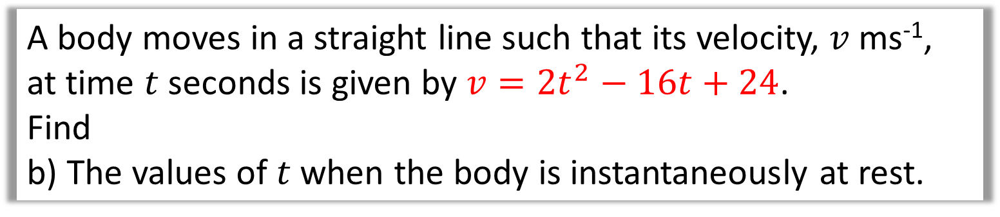 A body moves in a straight line such that its velocity, v ms⁻¹,
at time t seconds is given by v = 2t² − 16t + 24.
Find
b) The values of t when the body is instantaneously at rest.